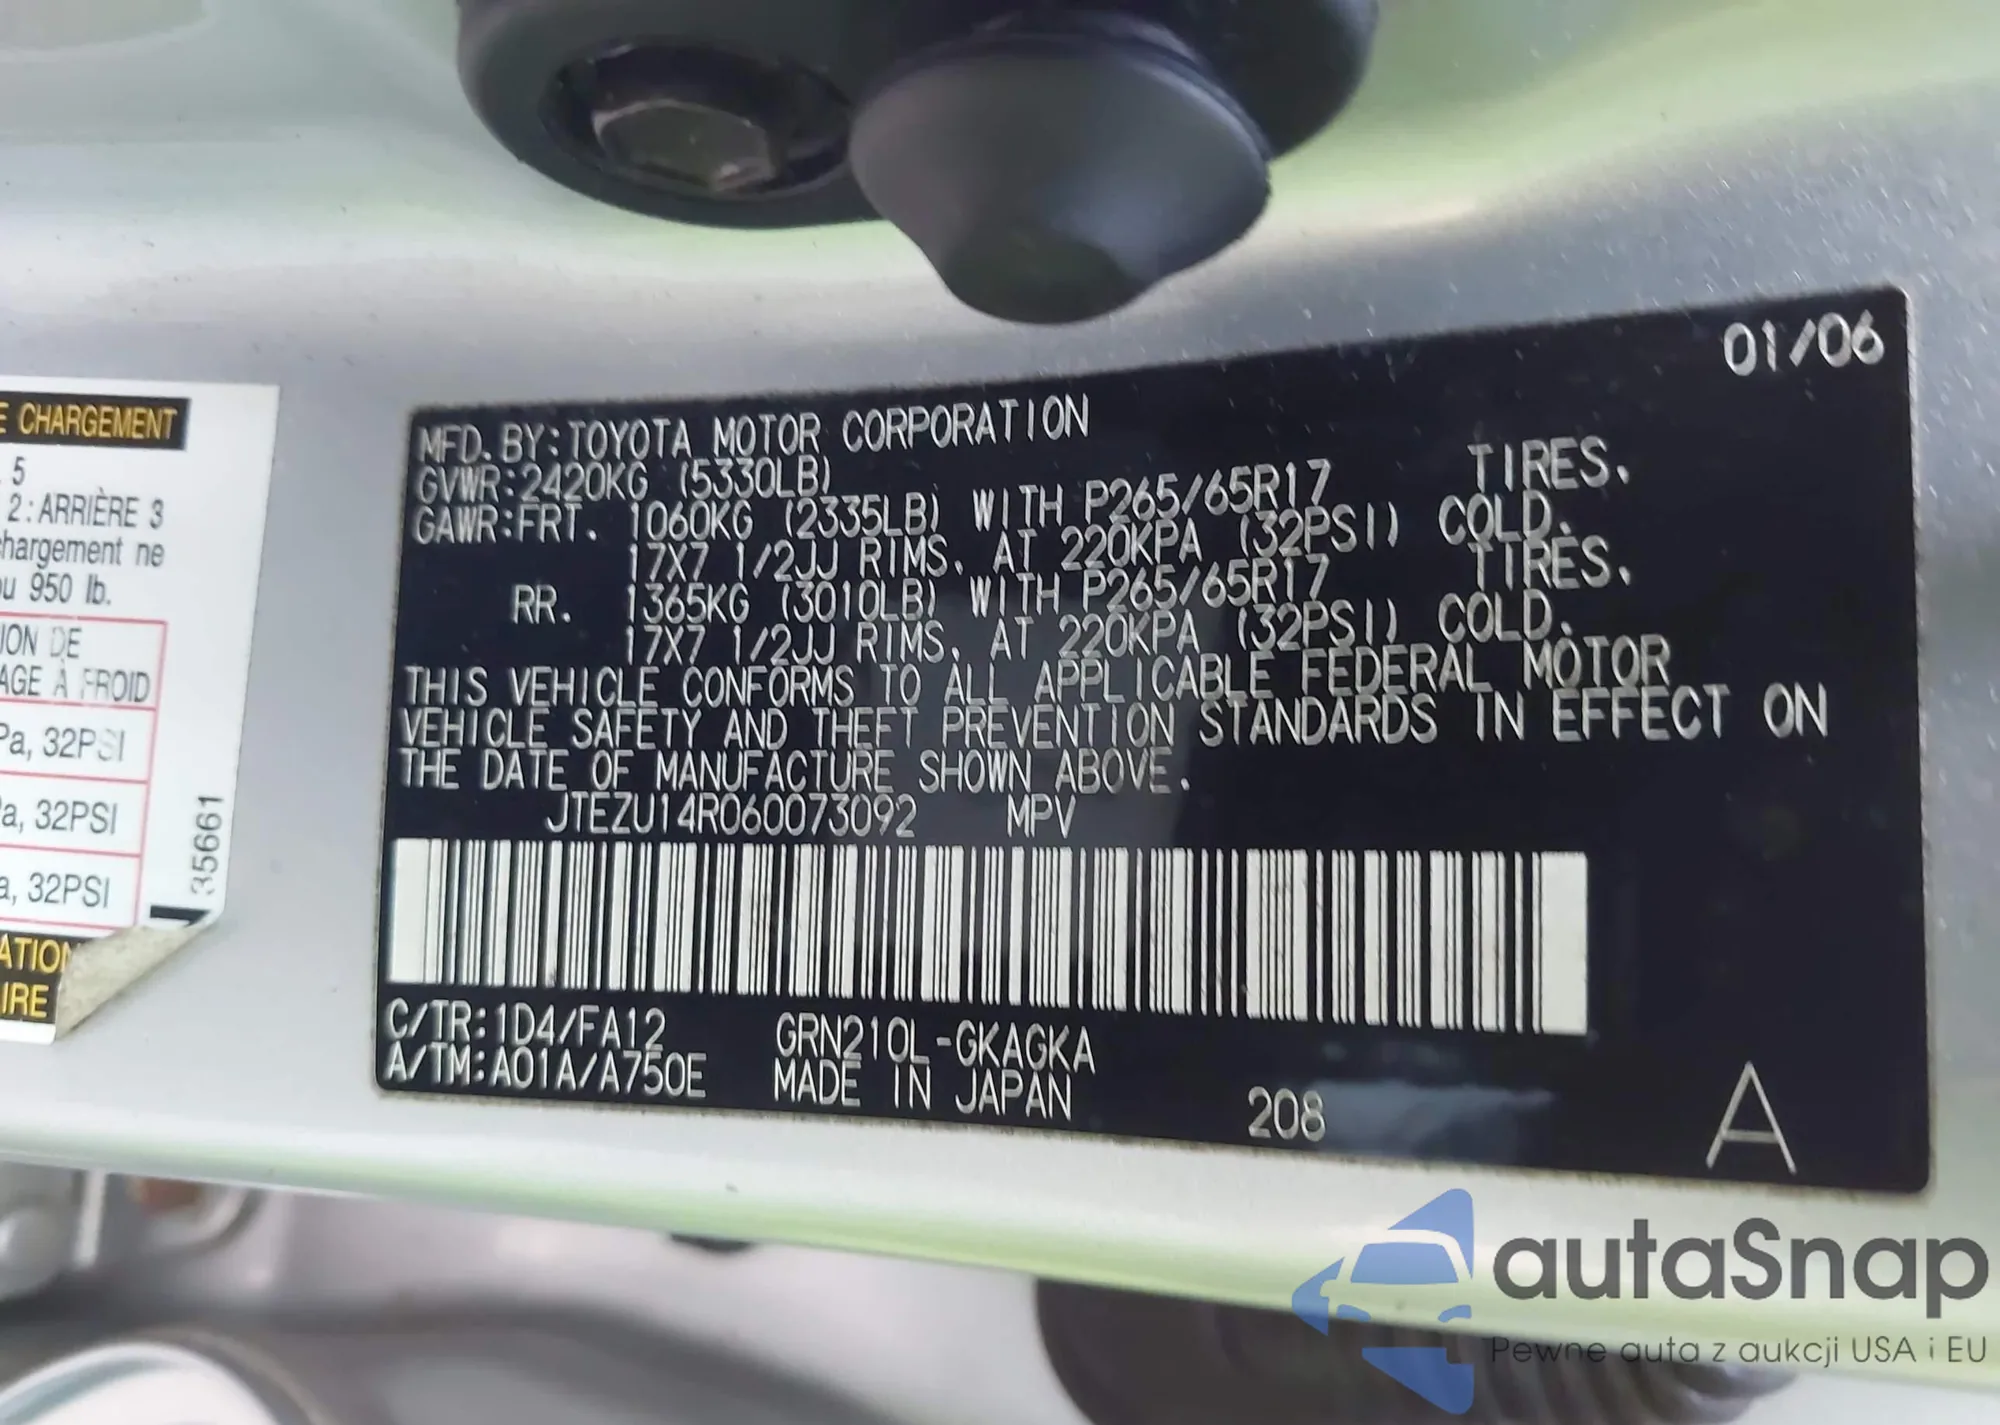 E CHARGEMENT
5
2: ARRIÈRE 3
chargement ne
ou 950 lb.
ION DE
AGE À FROID
Pa, 32PSI
a, 32PSI
a, 32PSI
35661
ATION
IRE
01/06
MFD. BY: TOYOTA MOTOR CORPORATION
GVWR: 2420KG (5330LB)
GAWR: FRT. 1060KG (2335LB) WITH P265/65R17 TIRES.
17X7 1/2JJ RIMS. AT 220KPA (32PSI) COLD.
RR. 1365KG (3010LB) WITH P265/65R17 TIRES.
17X7 1/2JJ RIMS. AT 220KPA (32PSI) COLD.
THIS VEHICLE CONFORMS TO ALL APPLICABLE FEDERAL MOTOR
VEHICLE SAFETY AND THEFT PREVENTION STANDARDS IN EFFECT ON
THE DATE OF MANUFACTURE SHOWN ABOVE.
JTEZU14R060073092 MPV
C/TR: 1D4/FA12 GRN210L-GKAGKA
A/TM: A01A/A750E MADE IN JAPAN
208 A
autaSnap
Pewne auta z aukcji USA i EU